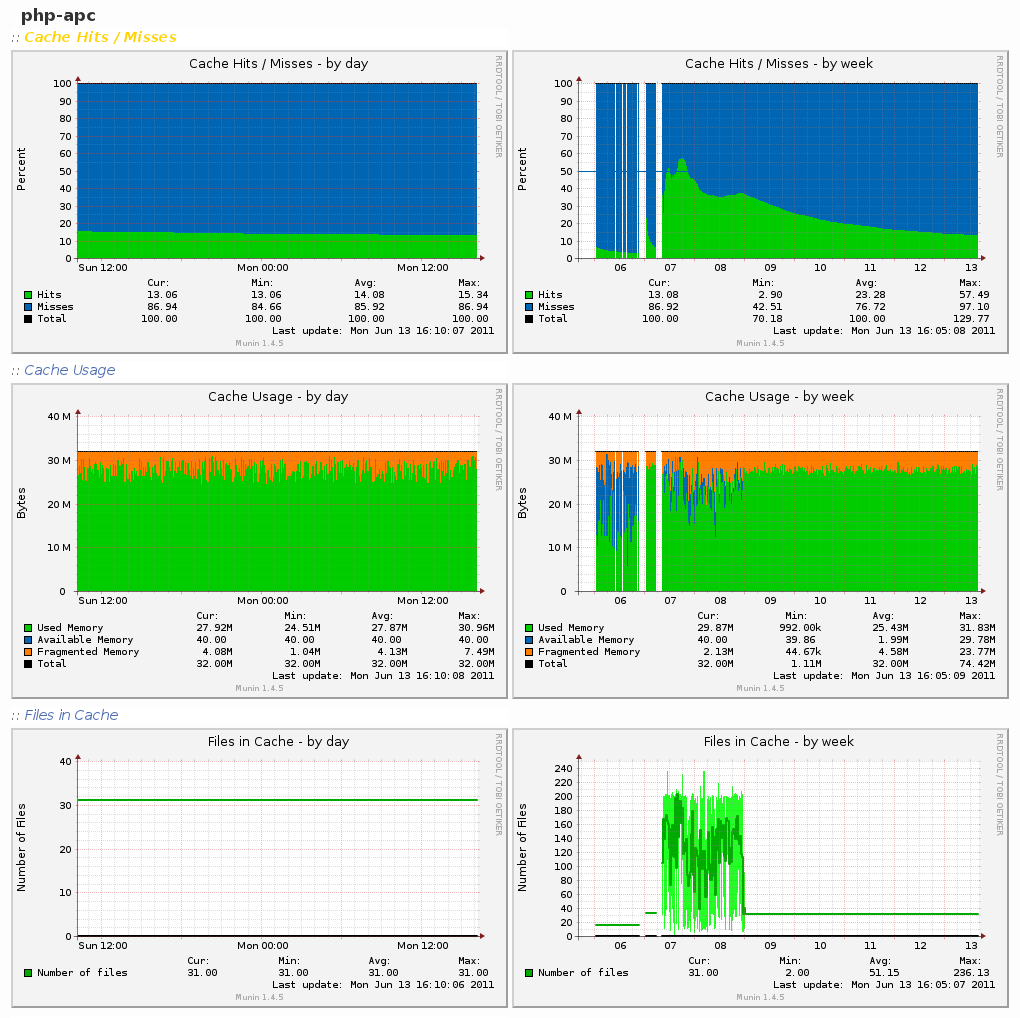 php-apc
:: Cache Hits / Misses
Cache Hits / Misses - by day
RRDTOOL / TOBI OETIKER
Percent
100
90
80
70
60
50
40
30
20
10
0
Sun 12:00 Mon 00:00 Mon 12:00
Cur: Min: Avg: Max:
Hits 13.06 13.06 14.08 15.34
Misses 86.94 84.66 85.92 86.94
Total 100.00 100.00 100.00 100.00
Last update: Mon Jun 13 16:10:07 2011
Munin 1.4.5
Cache Hits / Misses - by week
RRDTOOL / TOBI OETIKER
Percent
100
90
80
70
60
50
40
30
20
10
0
06 07 08 09 10 11 12 13
Cur: Min: Avg: Max:
Hits 13.08 2.90 23.28 57.49
Misses 86.92 42.51 76.72 97.10
Total 100.00 70.18 100.00 129.77
Last update: Mon Jun 13 16:05:08 2011
Munin 1.4.5
:: Cache Usage
Cache Usage - by day
RRDTOOL / TOBI OETIKER
Bytes
40 M
30 M
20 M
10 M
0
Sun 12:00 Mon 00:00 Mon 12:00
Cur: Min: Avg: Max:
Used Memory 27.92M 24.51M 27.87M 30.96M
Available Memory 40.00 40.00 40.00 40.00
Fragmented Memory 4.08M 1.04M 4.13M 7.49M
Total 32.00M 32.00M 32.00M 32.00M
Last update: Mon Jun 13 16:10:08 2011
Munin 1.4.5
Cache Usage - by week
RRDTOOL / TOBI OETIKER
Bytes
40 M
30 M
20 M
10 M
0
06 07 08 09 10 11 12 13
Cur: Min: Avg: Max:
Used Memory 29.87M 992.00k 25.43M 31.83M
Available Memory 40.00 39.86 1.99M 29.78M
Fragmented Memory 2.13M 44.67k 4.58M 23.77M
Total 32.00M 1.11M 32.00M 74.42M
Last update: Mon Jun 13 16:05:09 2011
Munin 1.4.5
:: Files in Cache
Files in Cache - by day
RRDTOOL / TOBI OETIKER
Number of Files
40
30
20
10
0
Sun 12:00 Mon 00:00 Mon 12:00
Cur: Min: Avg: Max:
Number of files 31.00 31.00 31.00 31.00
Last update: Mon Jun 13 16:10:06 2011
Munin 1.4.5
Files in Cache - by week
RRDTOOL / TOBI OETIKER
Number of Files
240
220
200
180
160
140
120
100
80
60
40
20
0
06 07 08 09 10 11 12 13
Cur: Min: Avg: Max:
Number of files 31.00 2.00 51.15 236.13
Last update: Mon Jun 13 16:05:07 2011
Munin 1.4.5